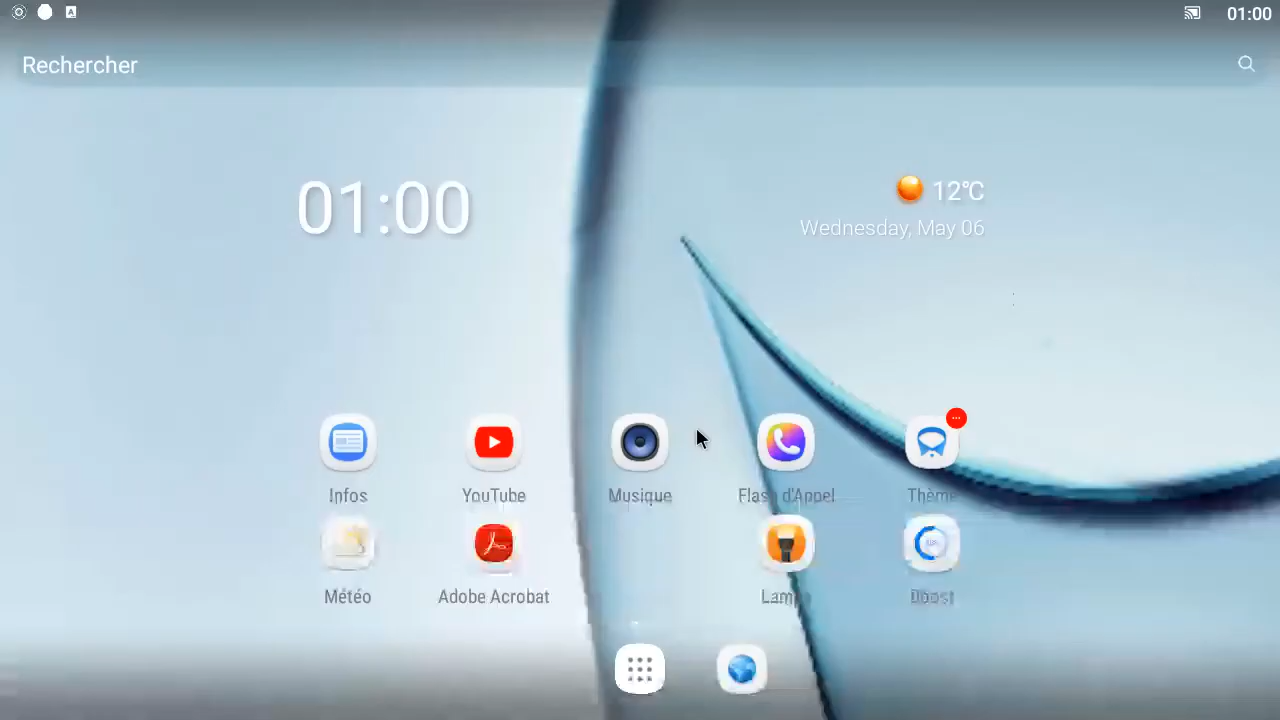 01:00
Rechercher
01:00
12°C
Wednesday, May 06
Infos
YouTube
Musique
Flash d'Appel
Thème
Météo
Adobe Acrobat
Lampe
Boost